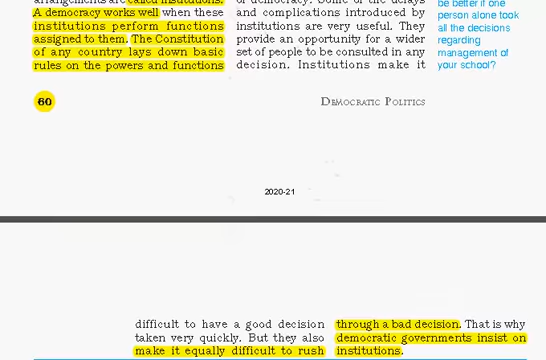 arrangements are called institutions.
A democracy works well when these
institutions perform functions
assigned to them. The Constitution
of any country lays down basic
rules on the powers and functions
of democracy. Some of the delays
and complications introduced by
institutions are very useful. They
provide an opportunity for a wider
set of people to be consulted in any
decision. Institutions make it
be better if one
person alone took
all the decisions
regarding
management of
your school?
60
DEMOCRATIC POLITICS
2020-21
difficult to have a good decision
taken very quickly. But they also
make it equally difficult to rush
through a bad decision. That is why
democratic governments insist on
institutions.